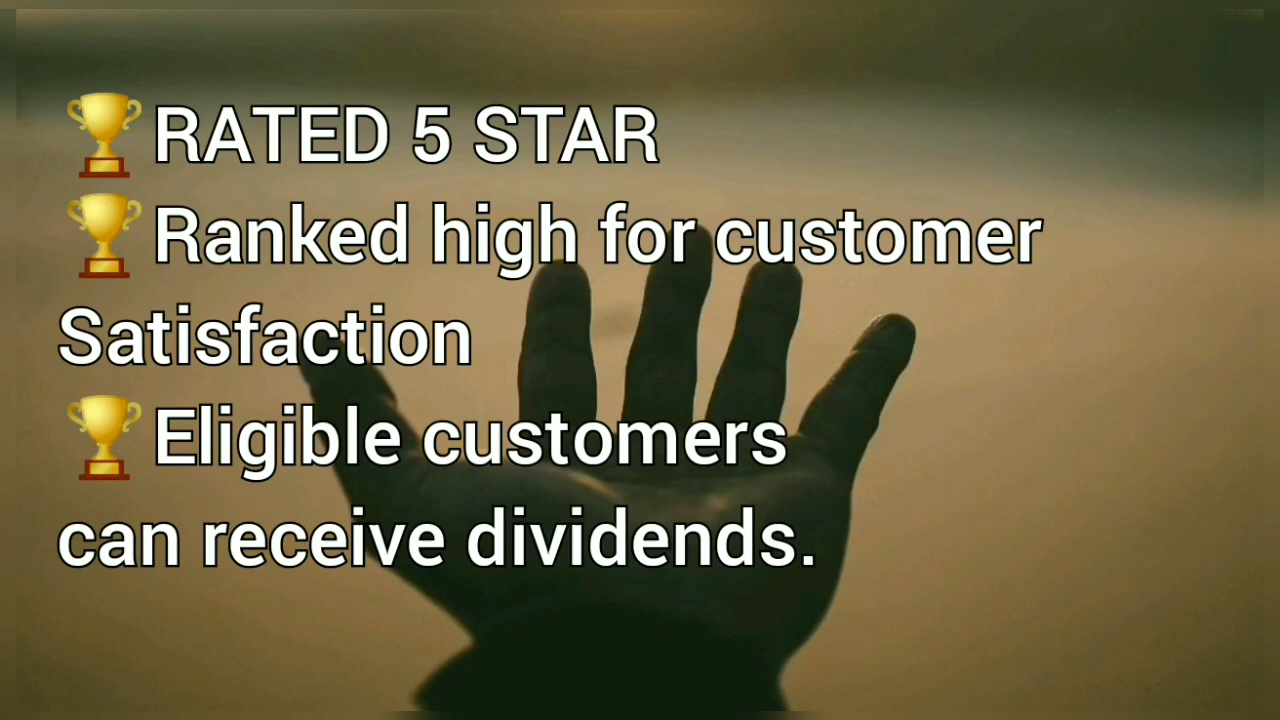 🏆RATED 5 STAR
🏆Ranked high for customer
Satisfaction
🏆Eligible customers
can receive dividends.